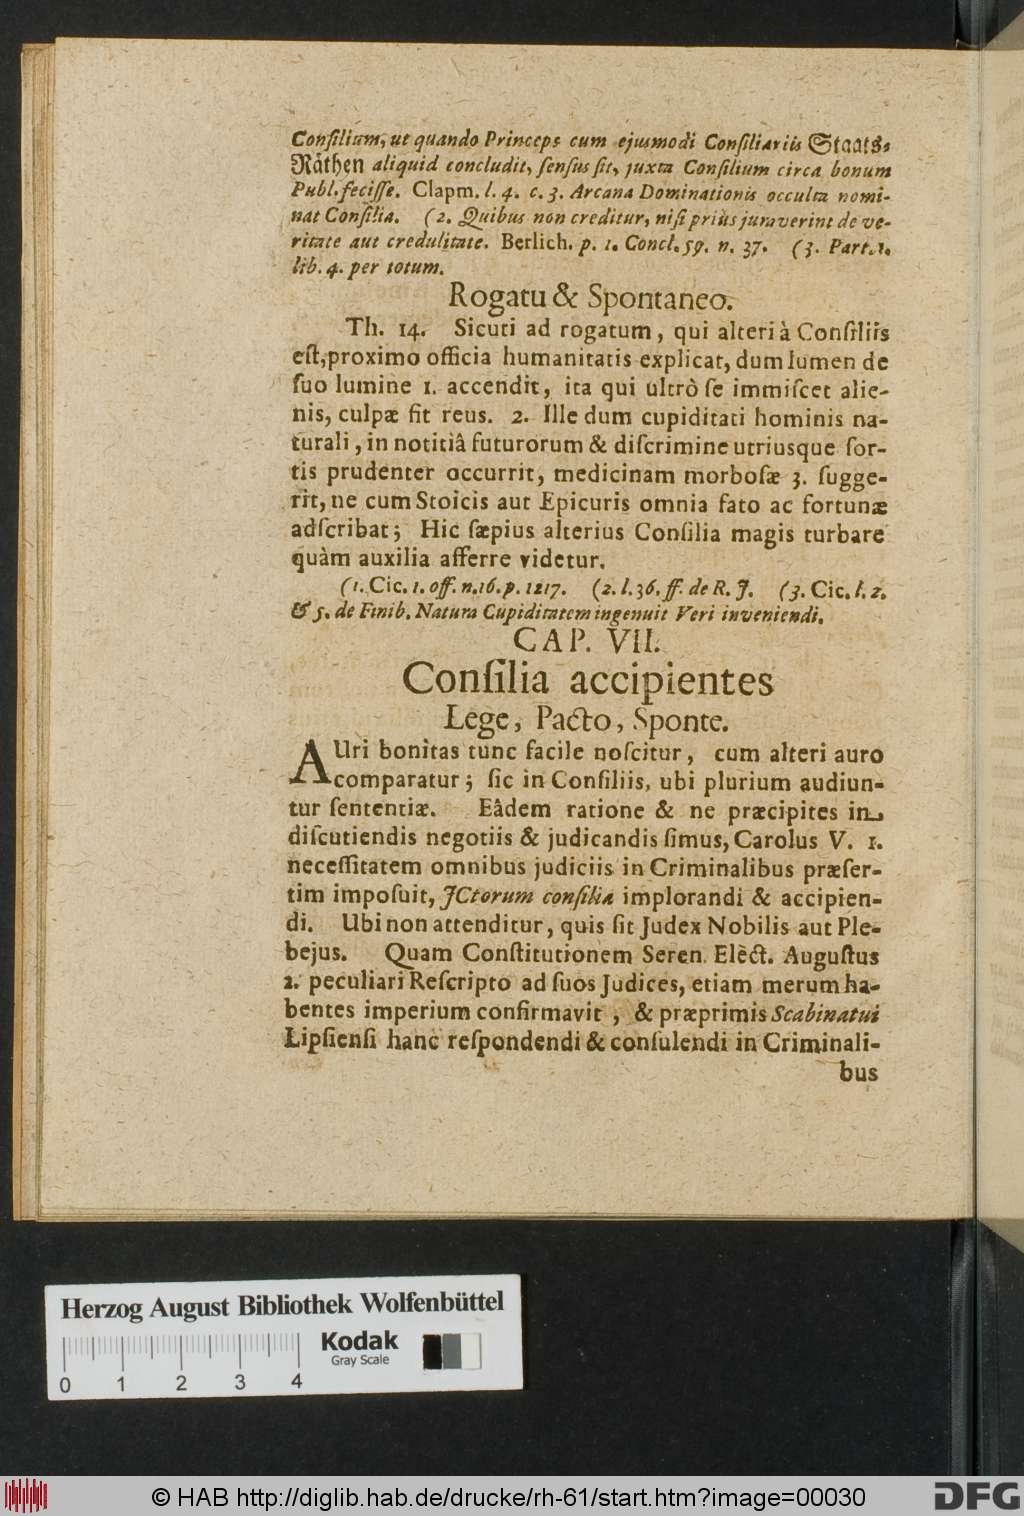 Conſilium, ut quando Princeps cum ejusmodi Conſiliariis Staats-
Räthen aliquid concludit, ſenſus ſit, juxta Conſilium circa bonum
Publ. feciſſe. Clapm. l. 4. c. 3. Arcana Dominationis occulta nomi-
nat Conſilia. (2. Quibus non creditur, niſi priùs juraverint de ve-
ritate aut credulitate. Berlich. p. 1. Concl. 59. n. 37. (3. Part. 1.
lib. 4. per totum.
Rogatu & Spontaneo.
Th. 14. Sicuti ad rogatum, qui alteri à Conſiliis
eſt, proximo officia humanitatis explicat, dum lumen de
ſuo lumine 1. accendit, ita qui ultrò ſe immiſcet alie-
nis, culpæ fit reus. 2. Ille dum cupiditati hominis na-
turali, in notitiâ futurorum & diſcrimine utriusque ſor-
tis prudenter occurrit, medicinam morboſæ 3. ſugge-
rit, ne cum Stoicis aut Epicuris omnia fato ac fortunæ
adſcribat; Hic ſæpius alterius Conſilia magis turbare
quàm auxilia afferre videtur.
(1. Cic. 1. off. n. 16. p. 1217. (2. l. 36. ff. de R. J. (3. Cic. l. 2.
& 5. de Finib. Natura Cupiditatem ingenuit Veri inveniendi.
CAP. VII.
Conſilia accipientes
Lege, Pacto, Sponte.
AUri bonitas tunc facile noſcitur, cum alteri auro
comparatur; ſic in Conſiliis, ubi plurium audiun-
tur ſententiæ. Eâdem ratione & ne præcipites in
diſcutiendis negotiis & judicandis ſimus, Carolus V. 1.
neceſſitatem omnibus judiciis in Criminalibus præſer-
tim impoſuit, JCtorum conſilia implorandi & accipien-
di. Ubi non attenditur, quis ſit Judex Nobilis aut Ple-
bejus. Quam Conſtitutionem Seren. Elèct. Auguſtus
2. peculiari Reſcripto ad ſuos Judices, etiam merum ha-
bentes imperium confirmavit, & præprimis Scabinatui
Lipſienſi hanc reſpondendi & conſulendi in Criminali-
bus
Herzog August Bibliothek Wolfenbüttel
Kodak
Gray Scale
0 1 2 3 4
© HAB http://diglib.hab.de/drucke/rh-61/start.htm?image=00030
DFG